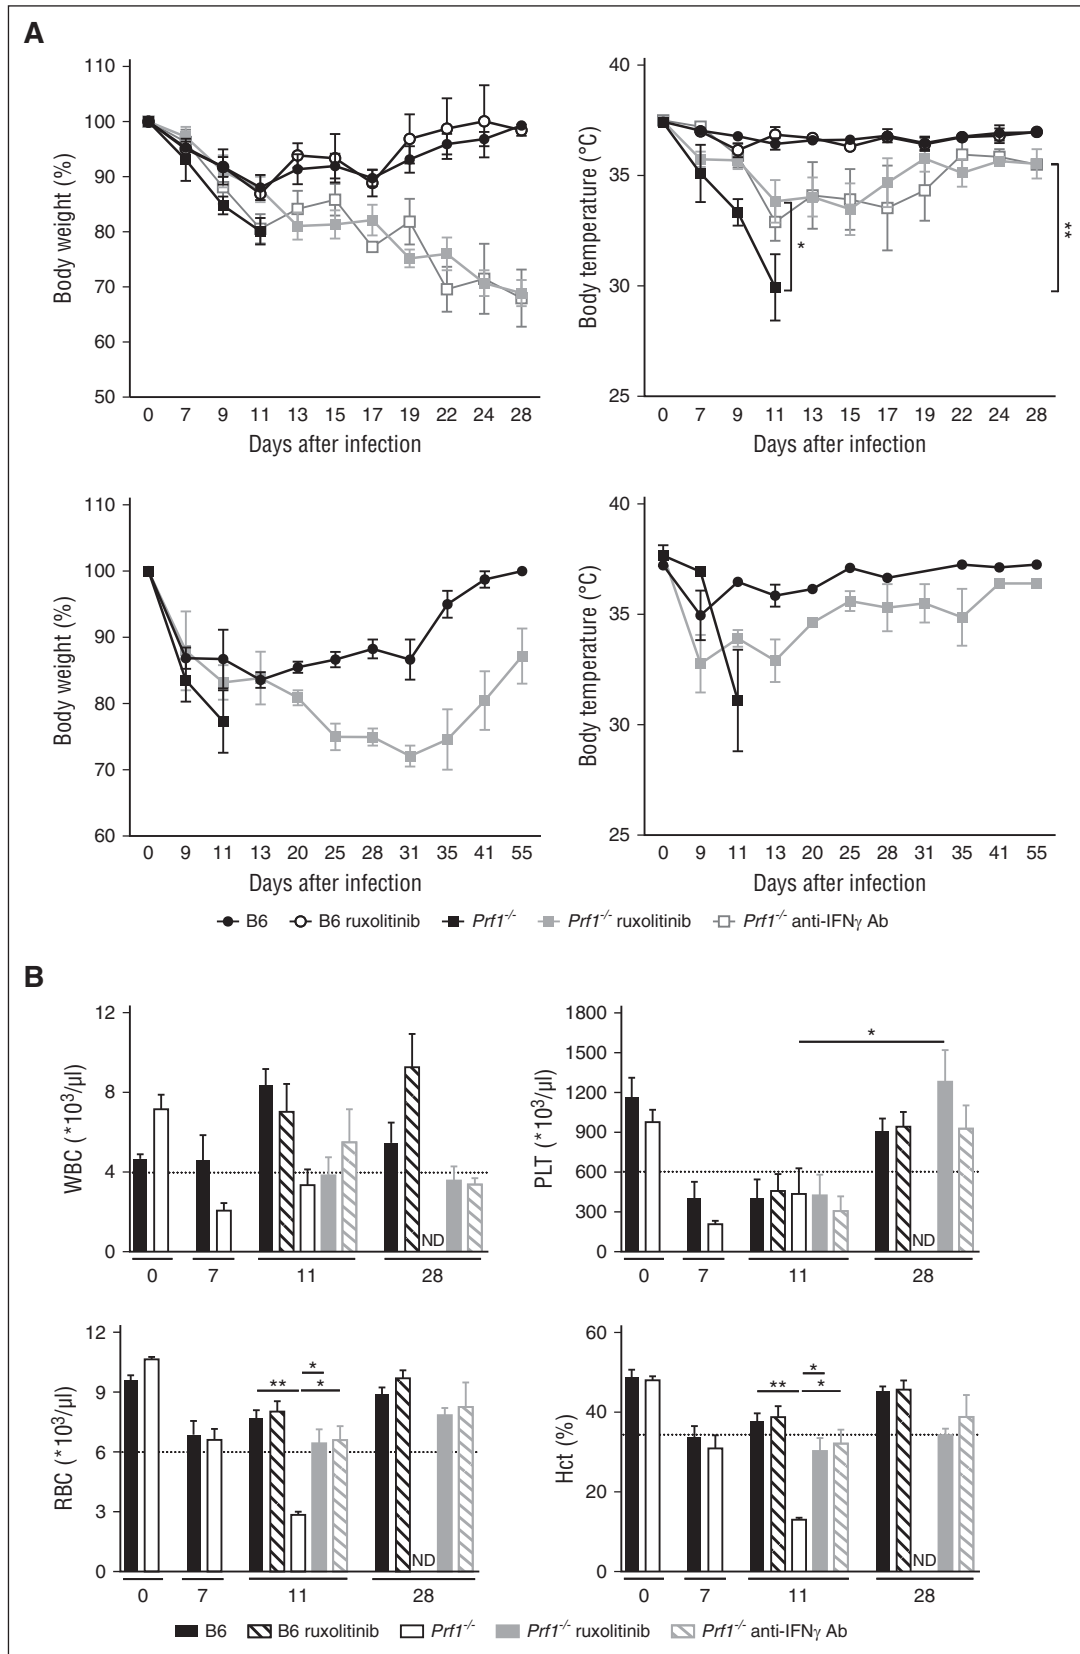 A
110
100
90
80
70
60
50
Body weight (%)
0 7 9 11 13 15 17 19 22 24 28
Days after infection
40
35
30
25
Body temperature (°C)
*
**
0 7 9 11 13 15 17 19 22 24 28
Days after infection
110
100
90
80
70
60
Body weight (%)
0 9 11 13 20 25 28 31 35 41 55
Days after infection
40
35
30
25
Body temperature (°C)
0 9 11 13 20 25 28 31 35 41 55
Days after infection
B6 B6 ruxolitinib Prf1-/- Prf1-/- ruxolitinib Prf1-/- anti-IFNγ Ab
B
12
8
4
0
WBC (*10³/µl)
ND
0 7 11 28
1800
1500
1200
900
600
300
0
PLT (*10³/µl)
*
ND
0 7 11 28
12
9
6
3
0
RBC (*10³/µl)
*
** *
ND
0 7 11 28
60
40
20
0
Hct (%)
*
** *
ND
0 7 11 28
B6 B6 ruxolitinib Prf1-/- Prf1-/- ruxolitinib Prf1-/- anti-IFNγ Ab